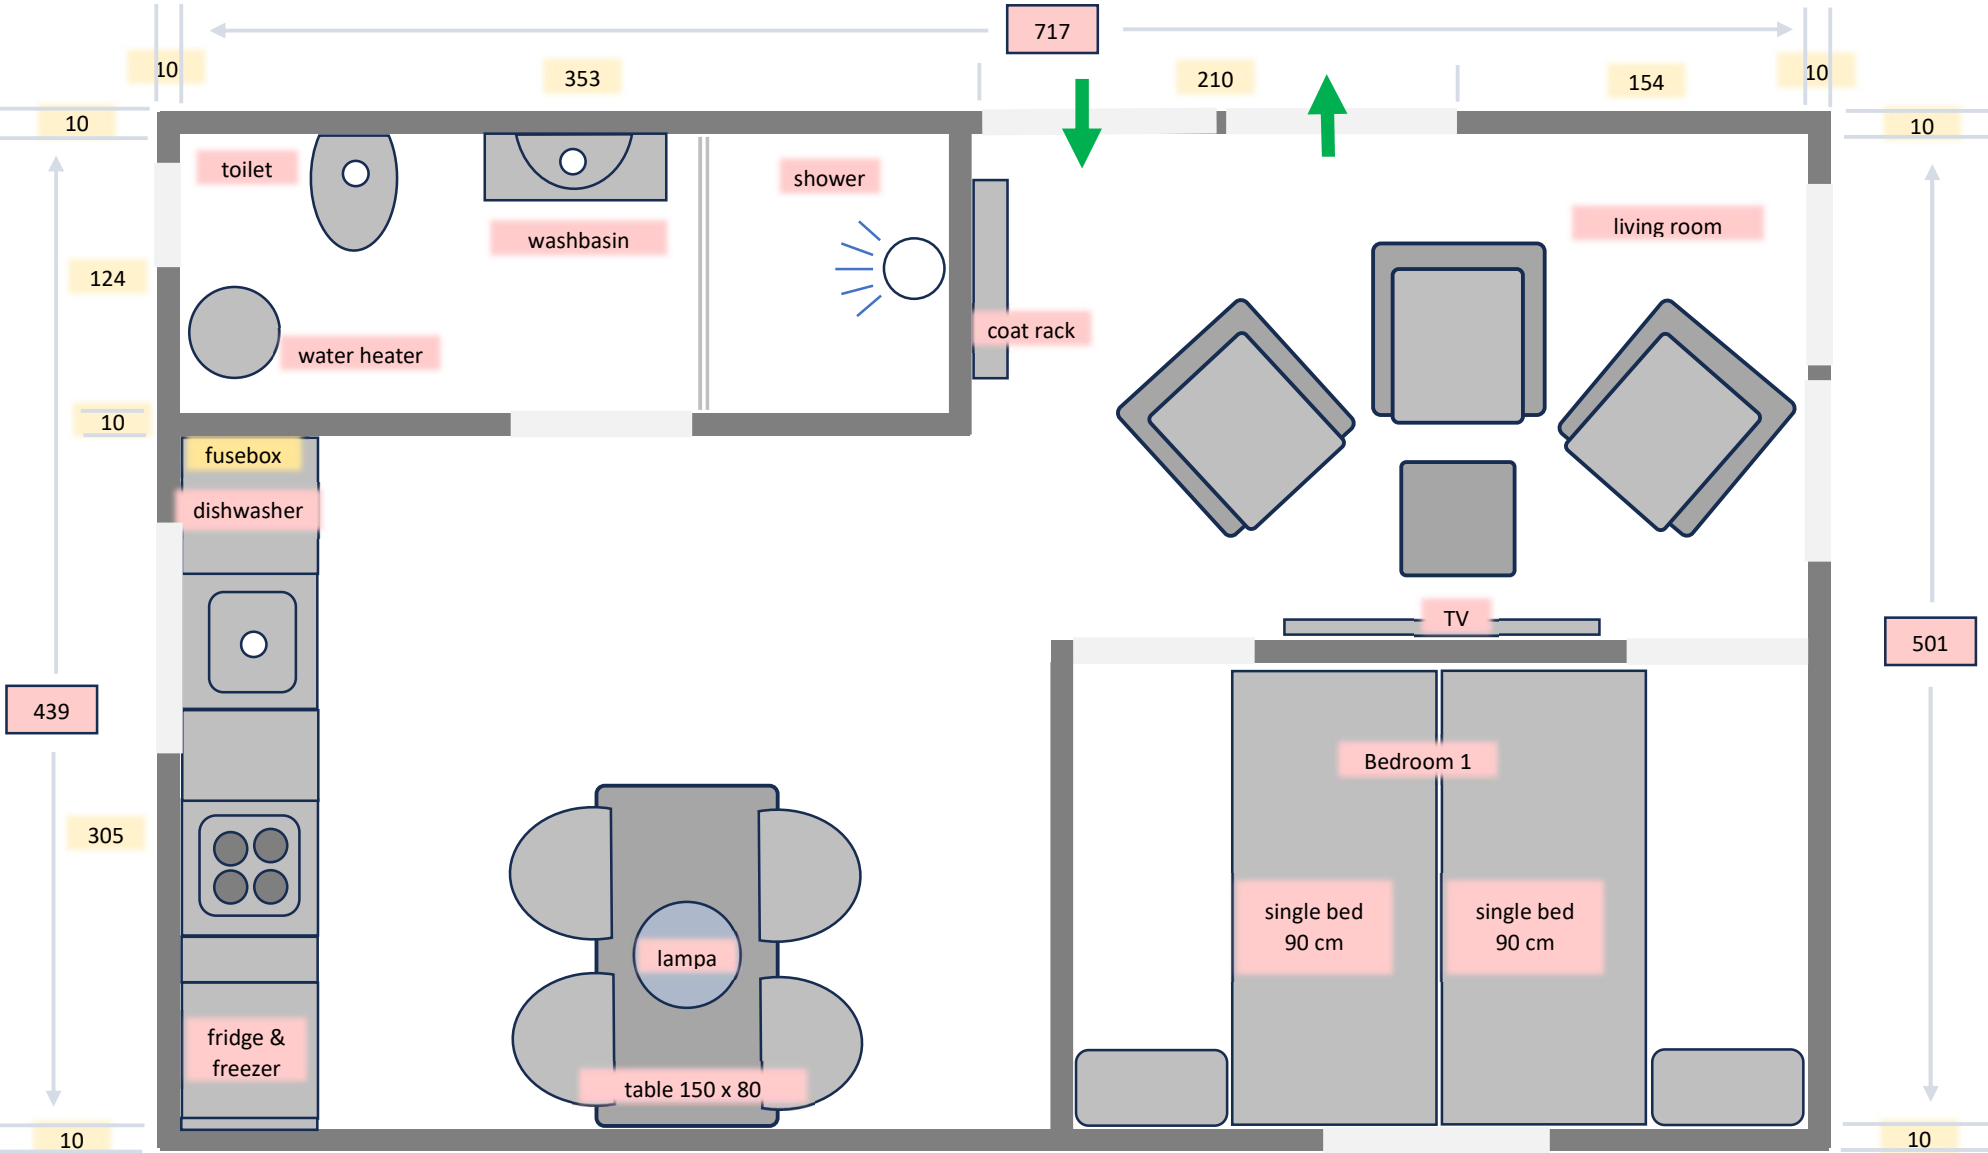 717
10
353
210
154
10
10
10
toilet
shower
washbasin
living room
124
coat rack
water heater
10
fusebox
dishwasher
TV
501
439
Bedroom 1
305
single bed
90 cm
single bed
90 cm
lampa
fridge &
freezer
table 150 x 80
10
10